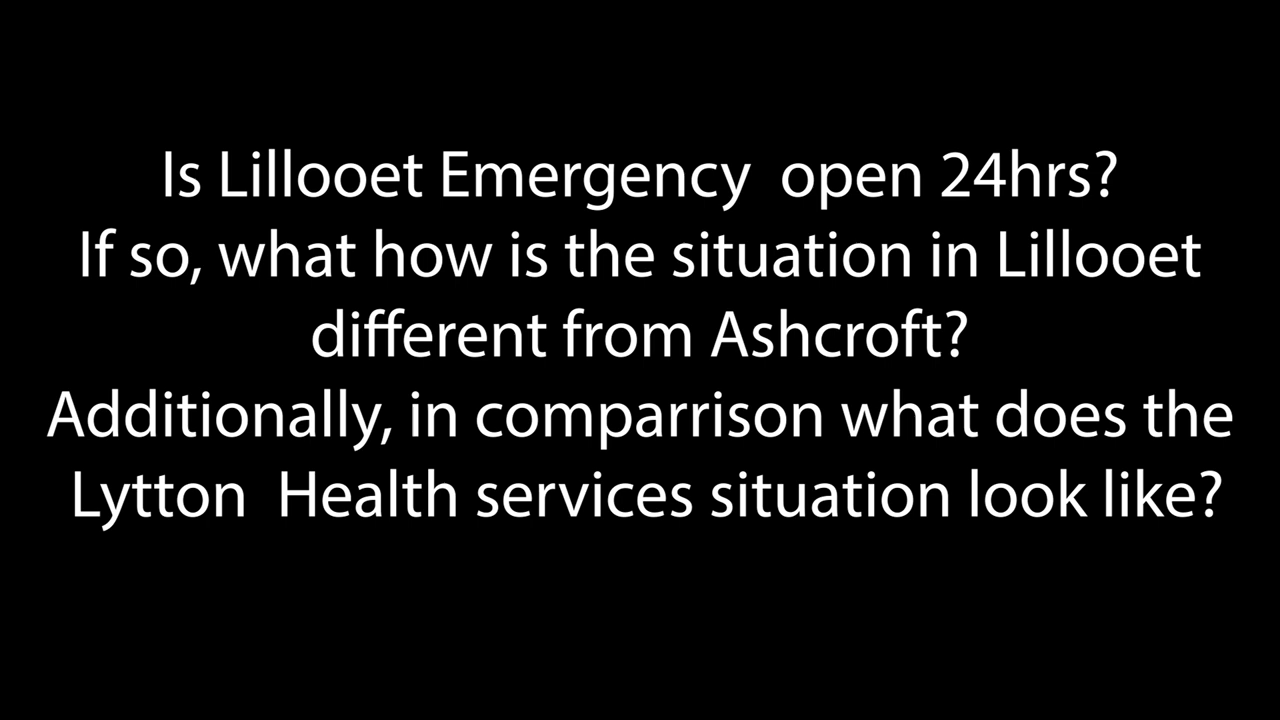 Is Lillooet Emergency  open 24hrs?
If so, what how is the situation in Lillooet
different from Ashcroft?
Additionally, in comparrison what does the
Lytton  Health services situation look like?